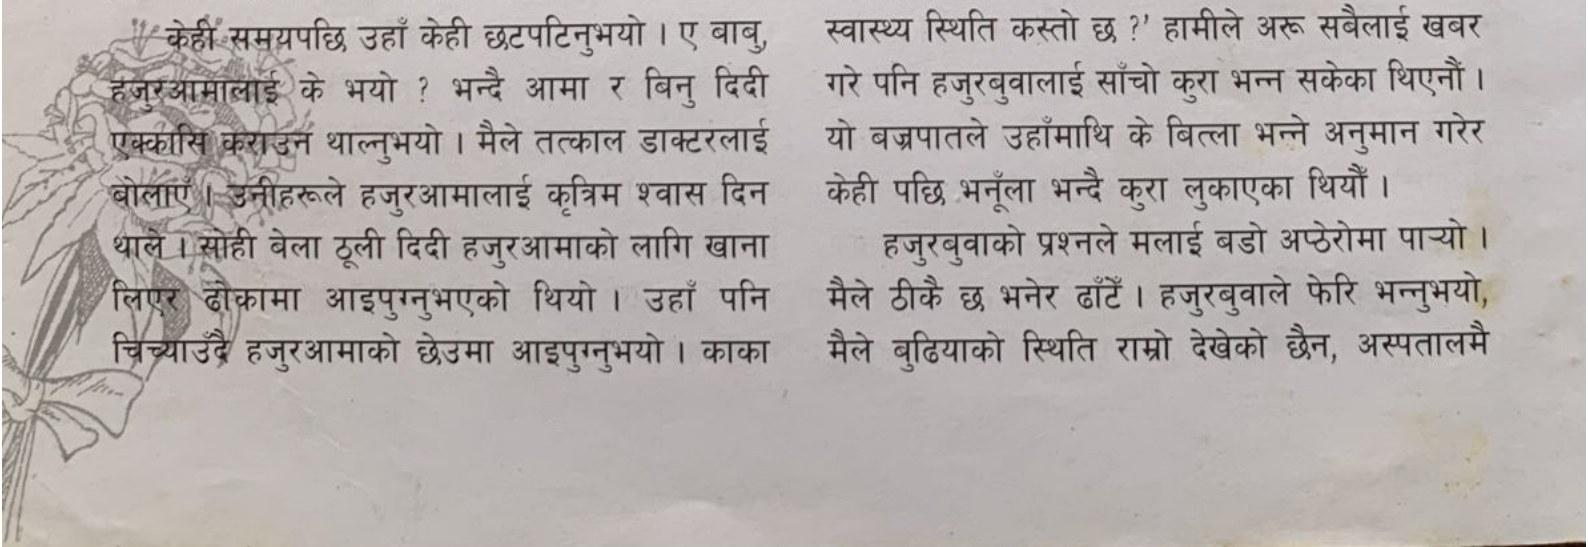 केही समयपछि उहाँ केही छटपटिनुभयो । ए बाबु,
हजुरआमालाई के भयो ? भन्दै आमा र बिनु दिदी
एक्कासि कराउन थाल्नुभयो । मैले तत्काल डाक्टरलाई
बोलाएँ । उनीहरूले हजुरआमालाई कृत्रिम श्वास दिन
थाले । सोही बेला ठूली दिदी हजुरआमाको लागि खाना
लिएर ढोकामा आइपुग्नुभएको थियो । उहाँ पनि
चिच्याउँदै हजुरआमाको छेउमा आइपुग्नुभयो । काका
स्वास्थ्य स्थिति कस्तो छ ?' हामीले अरू सबैलाई खबर
गरे पनि हजुरबुवालाई साँचो कुरा भन्न सकेका थिएनौं ।
यो बज्रपातले उहाँमाथि के बित्ला भन्ने अनुमान गरेर
केही पछि भनूँला भन्दै कुरा लुकाएका थियौँ ।
हजुरबुवाको प्रश्नले मलाई बडो अप्ठेरोमा पार्‍यो ।
मैले ठीकै छ भनेर ढाँटेँ । हजुरबुवाले फेरि भन्नुभयो,
मैले बुढियाको स्थिति राम्रो देखेको छैन, अस्पतालमै